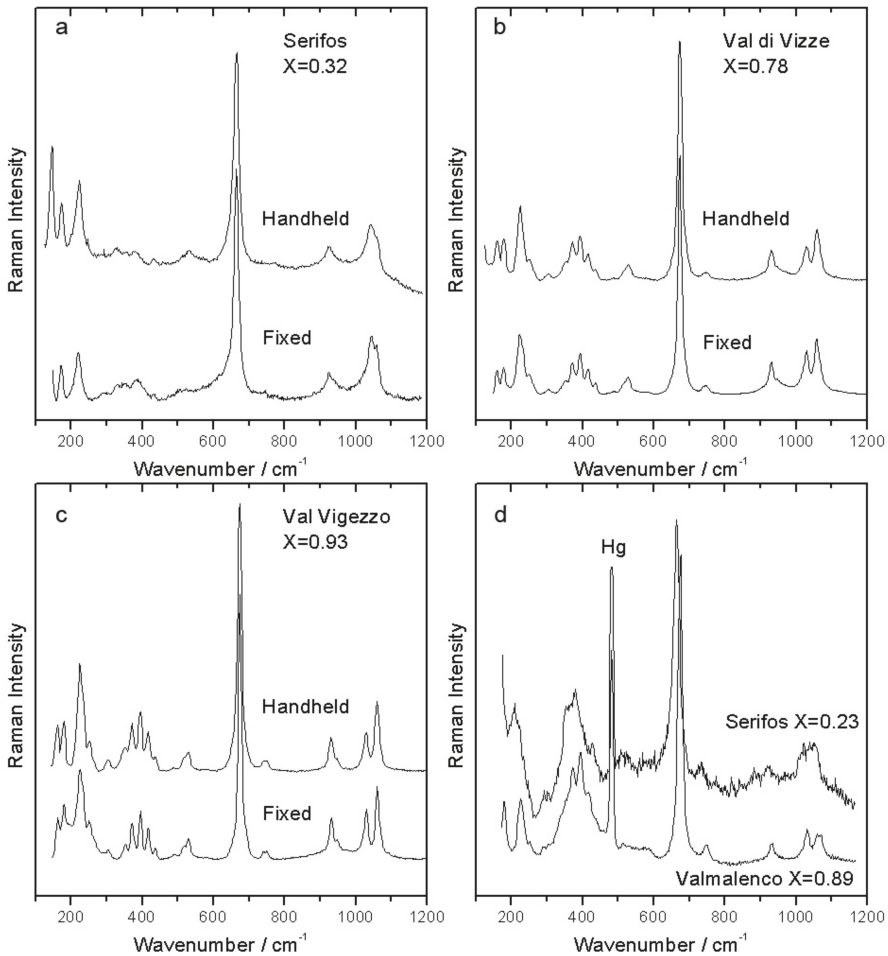 a
Serifos
X=0.32
Handheld
Fixed
Raman Intensity
200 400 600 800 1000 1200
Wavenumber / cm⁻¹
b
Val di Vizze
X=0.78
Handheld
Fixed
Raman Intensity
200 400 600 800 1000 1200
Wavenumber / cm⁻¹
c
Val Vigezzo
X=0.93
Handheld
Fixed
Raman Intensity
200 400 600 800 1000 1200
Wavenumber / cm⁻¹
d
Hg
Serifos X=0.23
Valmalenco X=0.89
Raman Intensity
200 400 600 800 1000 1200
Wavenumber / cm⁻¹